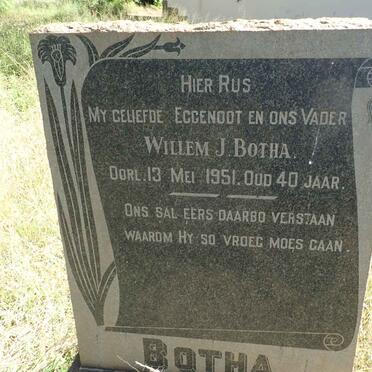 HIER RUS
MY GELIEFDE EGGENOOT EN ONS VADER
WILLEM J. BOTHA.
OORL. 13 MEI 1951. OUD 40 JAAR.
ONS SAL EERS DAARBO VERSTAAN
WAAROM HY SO VROEG MOES GAAN.
BOTHA